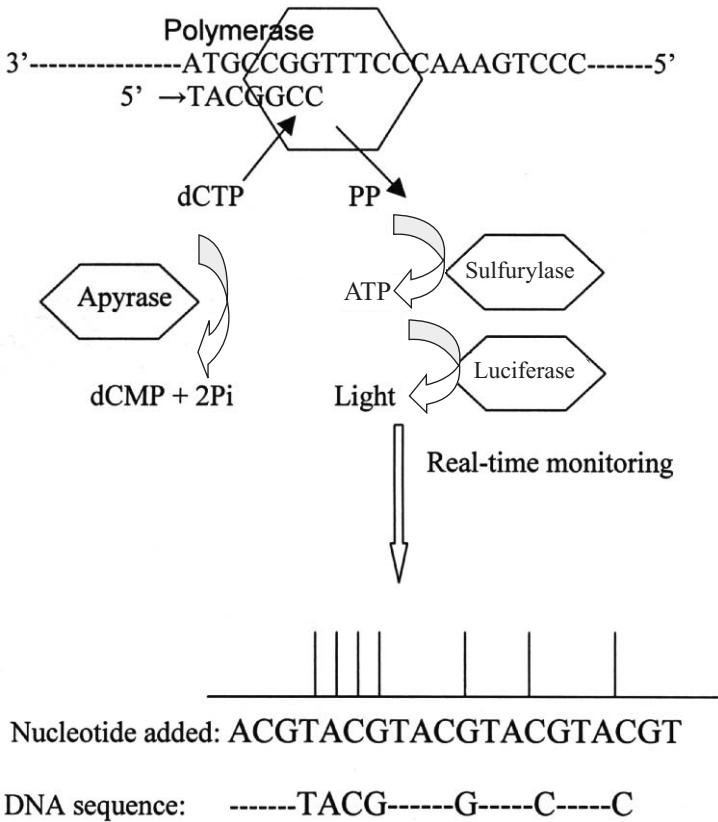 Polymerase
3’----------------ATGCCGGTTTCCCAAAGTCCC-------5’
5’ →TACGGCC
dCTP PP
Apyrase
Sulfurylase
ATP
Luciferase
dCMP + 2Pi Light
Real-time monitoring
Nucleotide added: ACGTACGTACGTACGTACGT
DNA sequence: -------TACG------G-----C-----C